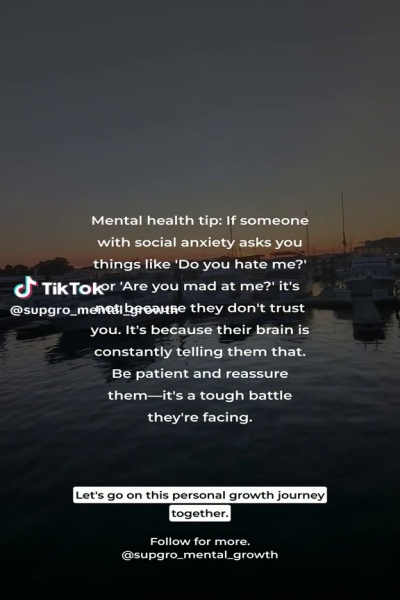 Mental health tip: If someone
with social anxiety asks you
things like 'Do you hate me?'
or 'Are you mad at me?' it's
TikTok
not because they don't trust
@supgro_mental_growth
you. It's because their brain is
constantly telling them that.
Be patient and reassure
them—it's a tough battle
they're facing.
Let's go on this personal growth journey
together.
Follow for more.
@supgro_mental_growth